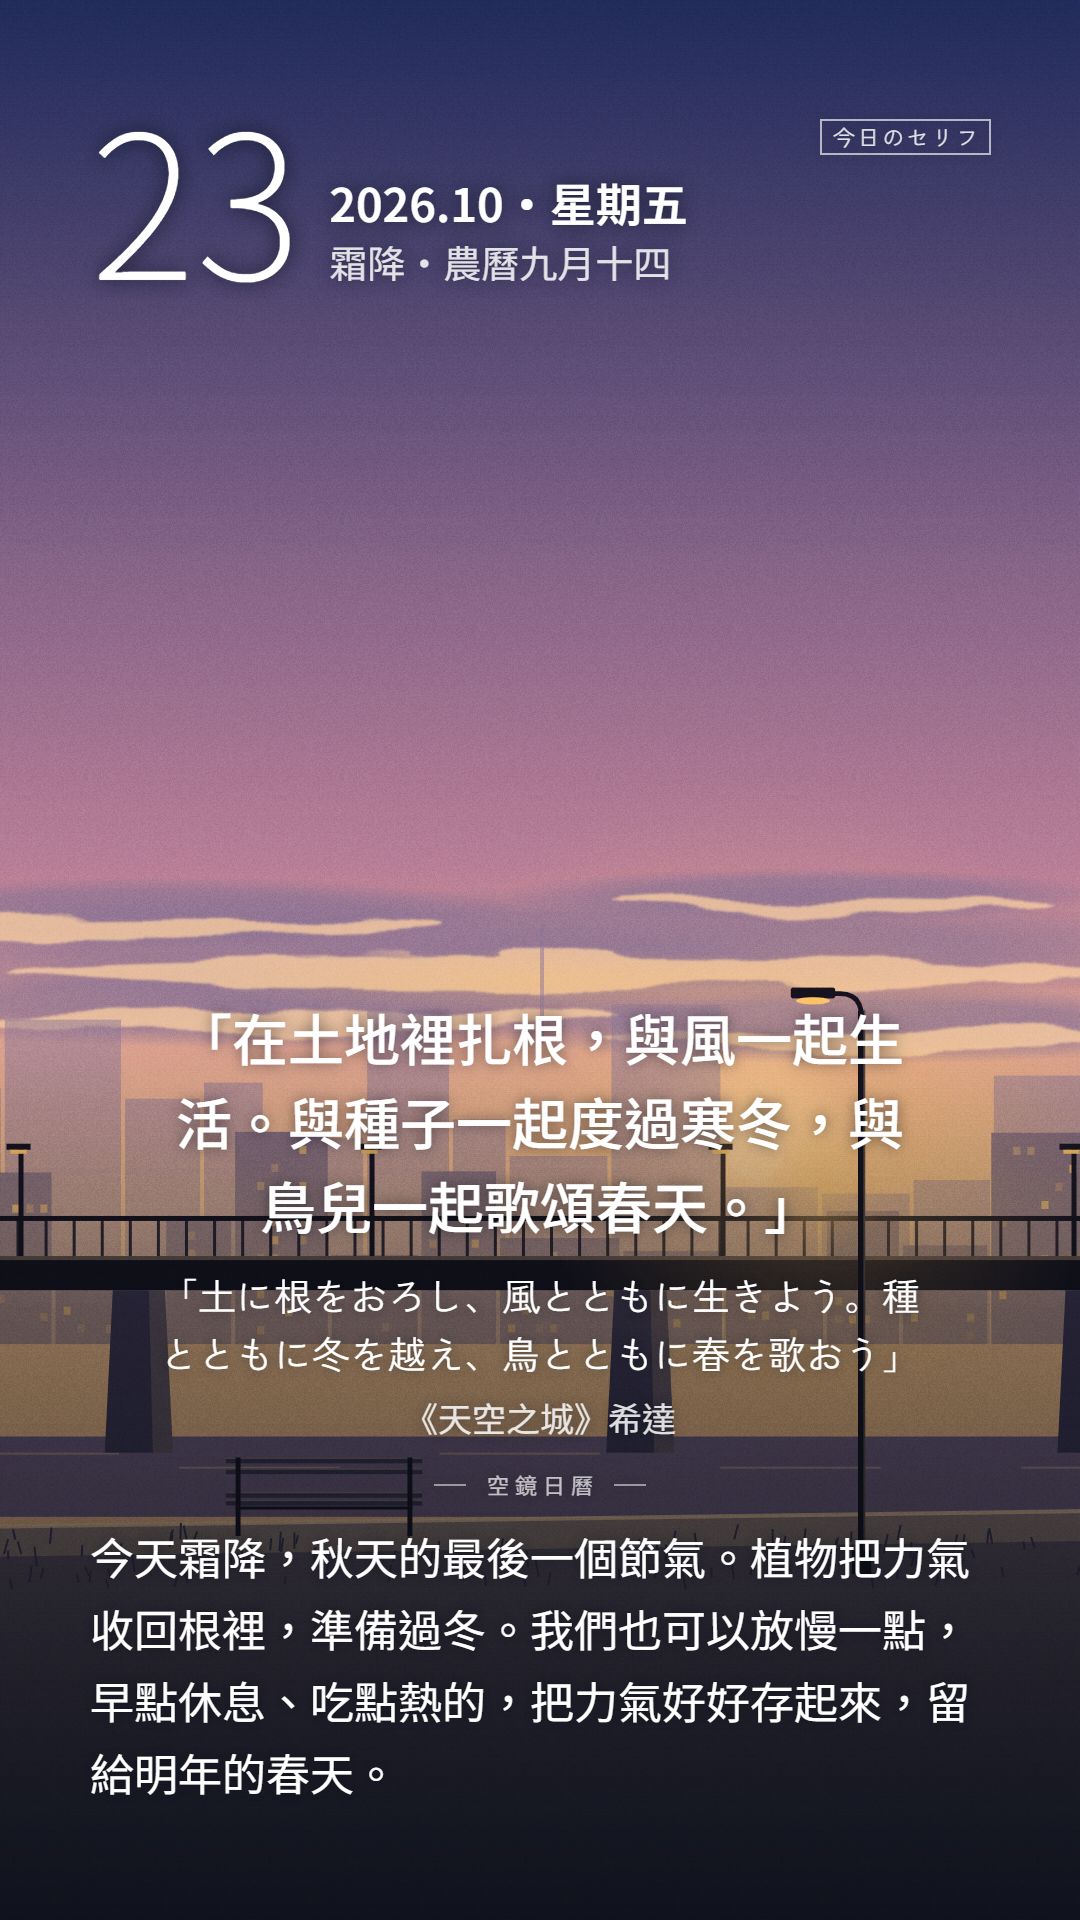 23
2026.10・星期五
霜降・農曆九月十四
今日のセリフ
「在土地裡扎根，與風一起生
活。與種子一起度過寒冬，與
鳥兒一起歌頌春天。」
「土に根をおろし、風とともに生きよう。種
とともに冬を越え、鳥とともに春を歌おう」
《天空之城》希達
空鏡日曆
今天霜降，秋天的最後一個節氣。植物把力氣
收回根裡，準備過冬。我們也可以放慢一點，
早點休息、吃點熱的，把力氣好好存起來，留
給明年的春天。